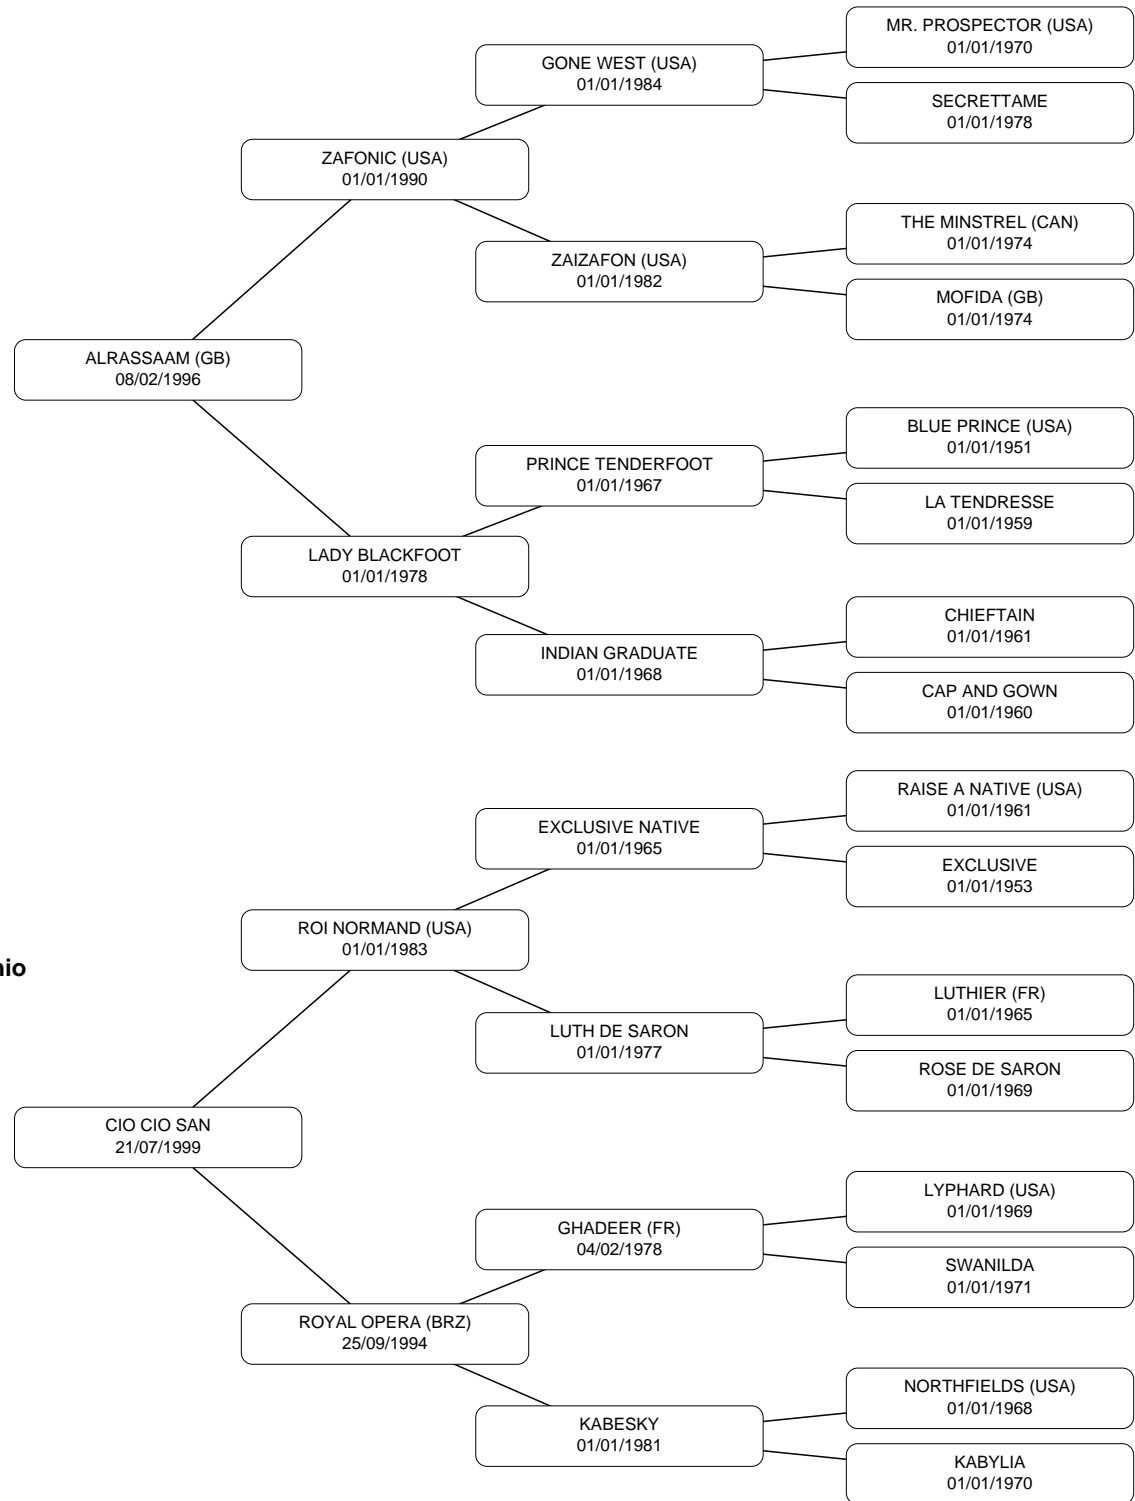 MR. PROSPECTOR (USA)
01/01/1970
GONE WEST (USA)
01/01/1984
SECRETTAME
01/01/1978
ZAFONIC (USA)
01/01/1990
THE MINSTREL (CAN)
01/01/1974
ZAIZAFON (USA)
01/01/1982
MOFIDA (GB)
01/01/1974
ALRASSAAM (GB)
08/02/1996
BLUE PRINCE (USA)
01/01/1951
PRINCE TENDERFOOT
01/01/1967
LA TENDRESSE
01/01/1959
LADY BLACKFOOT
01/01/1978
CHIEFTAIN
01/01/1961
INDIAN GRADUATE
01/01/1968
CAP AND GOWN
01/01/1960
RAISE A NATIVE (USA)
01/01/1961
EXCLUSIVE NATIVE
01/01/1965
EXCLUSIVE
01/01/1953
ROI NORMAND (USA)
01/01/1983
nio
LUTHIER (FR)
01/01/1965
LUTH DE SARON
01/01/1977
ROSE DE SARON
01/01/1969
CIO CIO SAN
21/07/1999
LYPHARD (USA)
01/01/1969
GHADEER (FR)
04/02/1978
SWANILDA
01/01/1971
ROYAL OPERA (BRZ)
25/09/1994
NORTHFIELDS (USA)
01/01/1968
KABESKY
01/01/1981
KABYLIA
01/01/1970